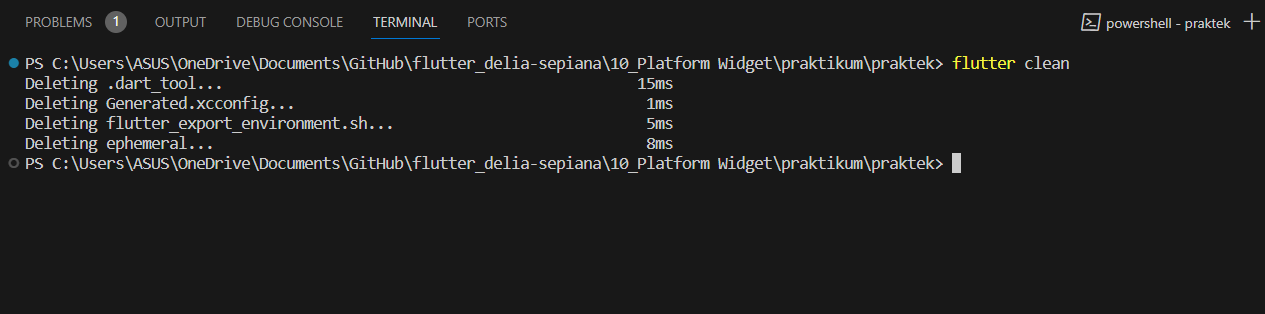 PROBLEMS 1 OUTPUT DEBUG CONSOLE TERMINAL PORTS powershell - praktek
PS C:\Users\ASUS\OneDrive\Documents\GitHub\flutter_delia-sepiana\10_Platform Widget\praktikum\praktek> flutter clean
Deleting .dart_tool... 15ms
Deleting Generated.xcconfig... 1ms
Deleting flutter_export_environment.sh... 5ms
Deleting ephemeral... 8ms
PS C:\Users\ASUS\OneDrive\Documents\GitHub\flutter_delia-sepiana\10_Platform Widget\praktikum\praktek>